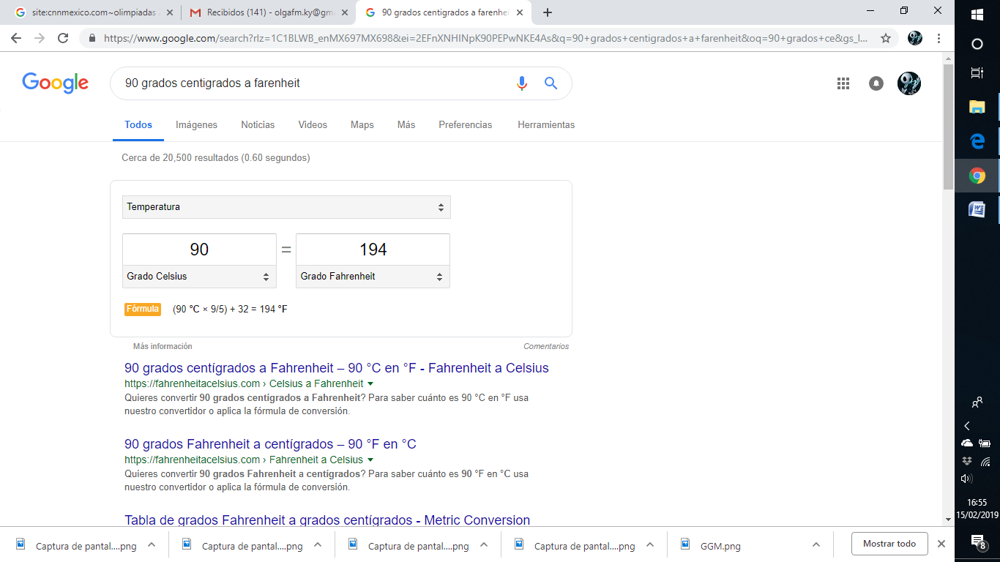 site:cnnmexico.com~olimpiadas
Recibidos (141) - olgafm.ky@gm
90 grados centigrados a farenhe
https://www.google.com/search?rlz=1C1BLWB_enMX697MX698&ei=2EFnXNHINpK90PEPwNKE4As&q=90+grados+centigrados+a+farenheit&oq=90+grados+ce&gs_l...
Google
90 grados centigrados a farenheit
Todos Imágenes Noticias Videos Maps Más Preferencias Herramientas
Cerca de 20,500 resultados (0.60 segundos)
Temperatura
90 = 194
Grado Celsius Grado Fahrenheit
Fórmula (90 °C × 9/5) + 32 = 194 °F
Más información Comentarios
90 grados centígrados a Fahrenheit – 90 °C en °F - Fahrenheit a Celsius
https://fahrenheitacelsius.com › Celsius a Fahrenheit
Quieres convertir 90 grados centígrados a Fahrenheit? Para saber cuánto es 90 °C en °F usa
nuestro convertidor o aplica la fórmula de conversión.
90 grados Fahrenheit a centígrados – 90 °F en °C
https://fahrenheitacelsius.com › Fahrenheit a Celsius
Quieres convertir 90 grados Fahrenheit a centígrados? Para saber cuánto es 90 °F en °C usa
nuestro convertidor o aplica la fórmula de conversión.
Tabla de grados Fahrenheit a grados centígrados - Metric Conversion
Captura de pantal....png
Captura de pantal....png
Captura de pantal....png
Captura de pantal....png
GGM.png
Mostrar todo
16:55
15/02/2019
8